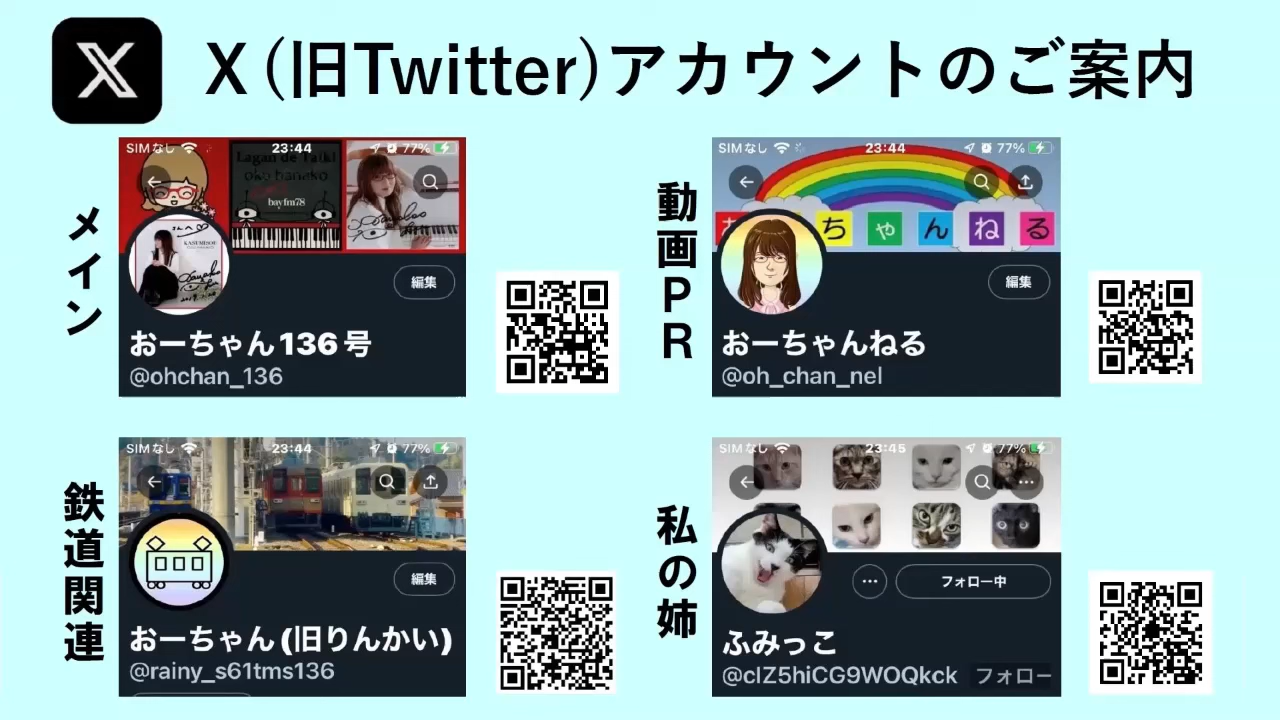 X(旧Twitter)アカウントのご案内
メイン
SIMなし 23:44 77%
Lagan de Talk!
oko hanako
bayfm78
KASUMISOU
編集
おーちゃん136号
@ohchan_136
動画PR
SIMなし 23:44 77%
ちゃんねる
編集
おーちゃんねる
@oh_chan_nel
鉄道関連
SIMなし 23:44 77%
編集
おーちゃん(旧りんかい)
@rainy_s61tms136
私の姉
SIMなし 23:45 77%
フォロー中
ふみっこ
@clZ5hiCG9WOQkck フォロー